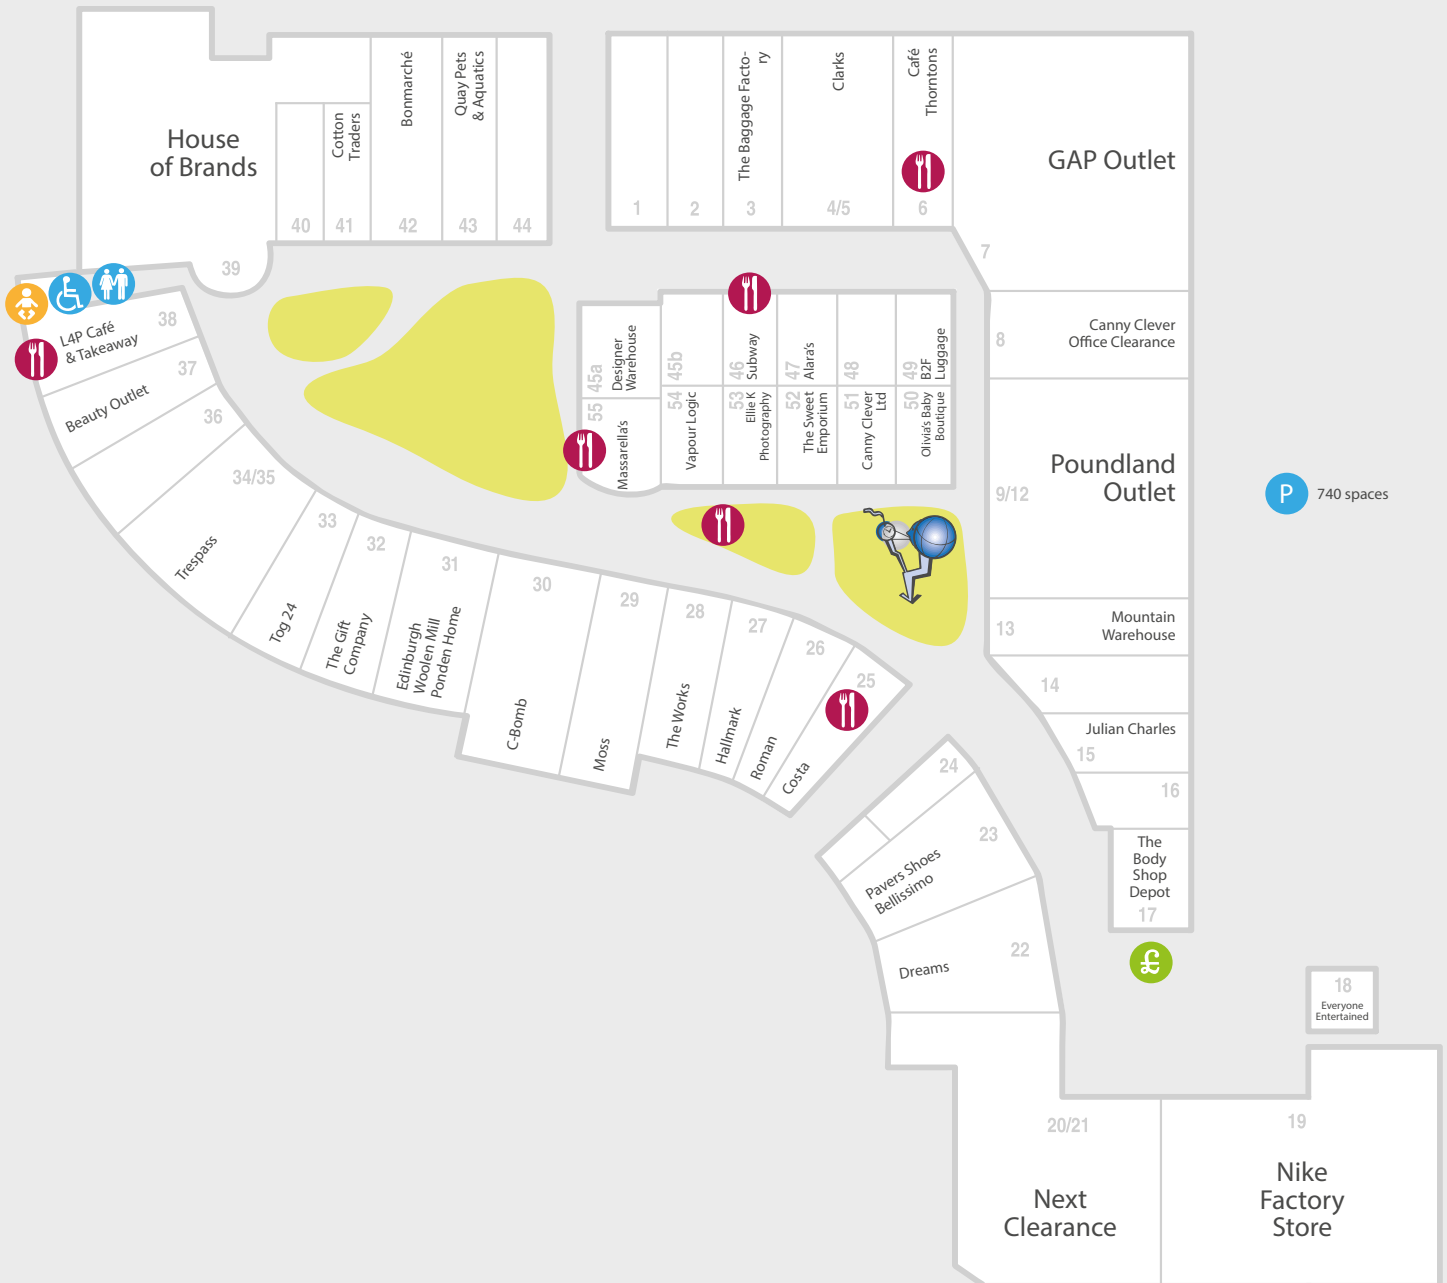 House
of Brands
39
40
Cotton
Traders
41
Bonmarché
42
Quay Pets
& Aquatics
43
44
1
2
The Baggage Facto-
ry
3
Clarks
4/5
Café
Thorntons
6
GAP Outlet
7
Canny Clever
Office Clearance
8
Poundland
Outlet
9/12
Mountain
Warehouse
13
14
Julian Charles
15
16
The
Body
Shop
Depot
17
£
P
740 spaces
18
Everyone
Entertained
19
Nike
Factory
Store
20/21
Next
Clearance
22
Dreams
23
Pavers Shoes
Bellissimo
24
25
Costa
26
Roman
27
Hallmark
28
The Works
29
Moss
30
C-Bomb
31
Edinburgh
Woolen Mill
Ponden Home
32
The Gift
Company
33
Tog 24
34/35
Trespass
36
37
Beauty Outlet
38
L4P Café
& Takeaway
45a
Designer
Warehouse
45b
46
Subway
47
Alara's
48
49
B2F
Luggage
50
Olivia's Baby
Boutique
51
Canny Clever
Ltd
52
The Sweet
Emporium
53
Ellie K
Photography
54
Vapour Logic
55
Massarella's